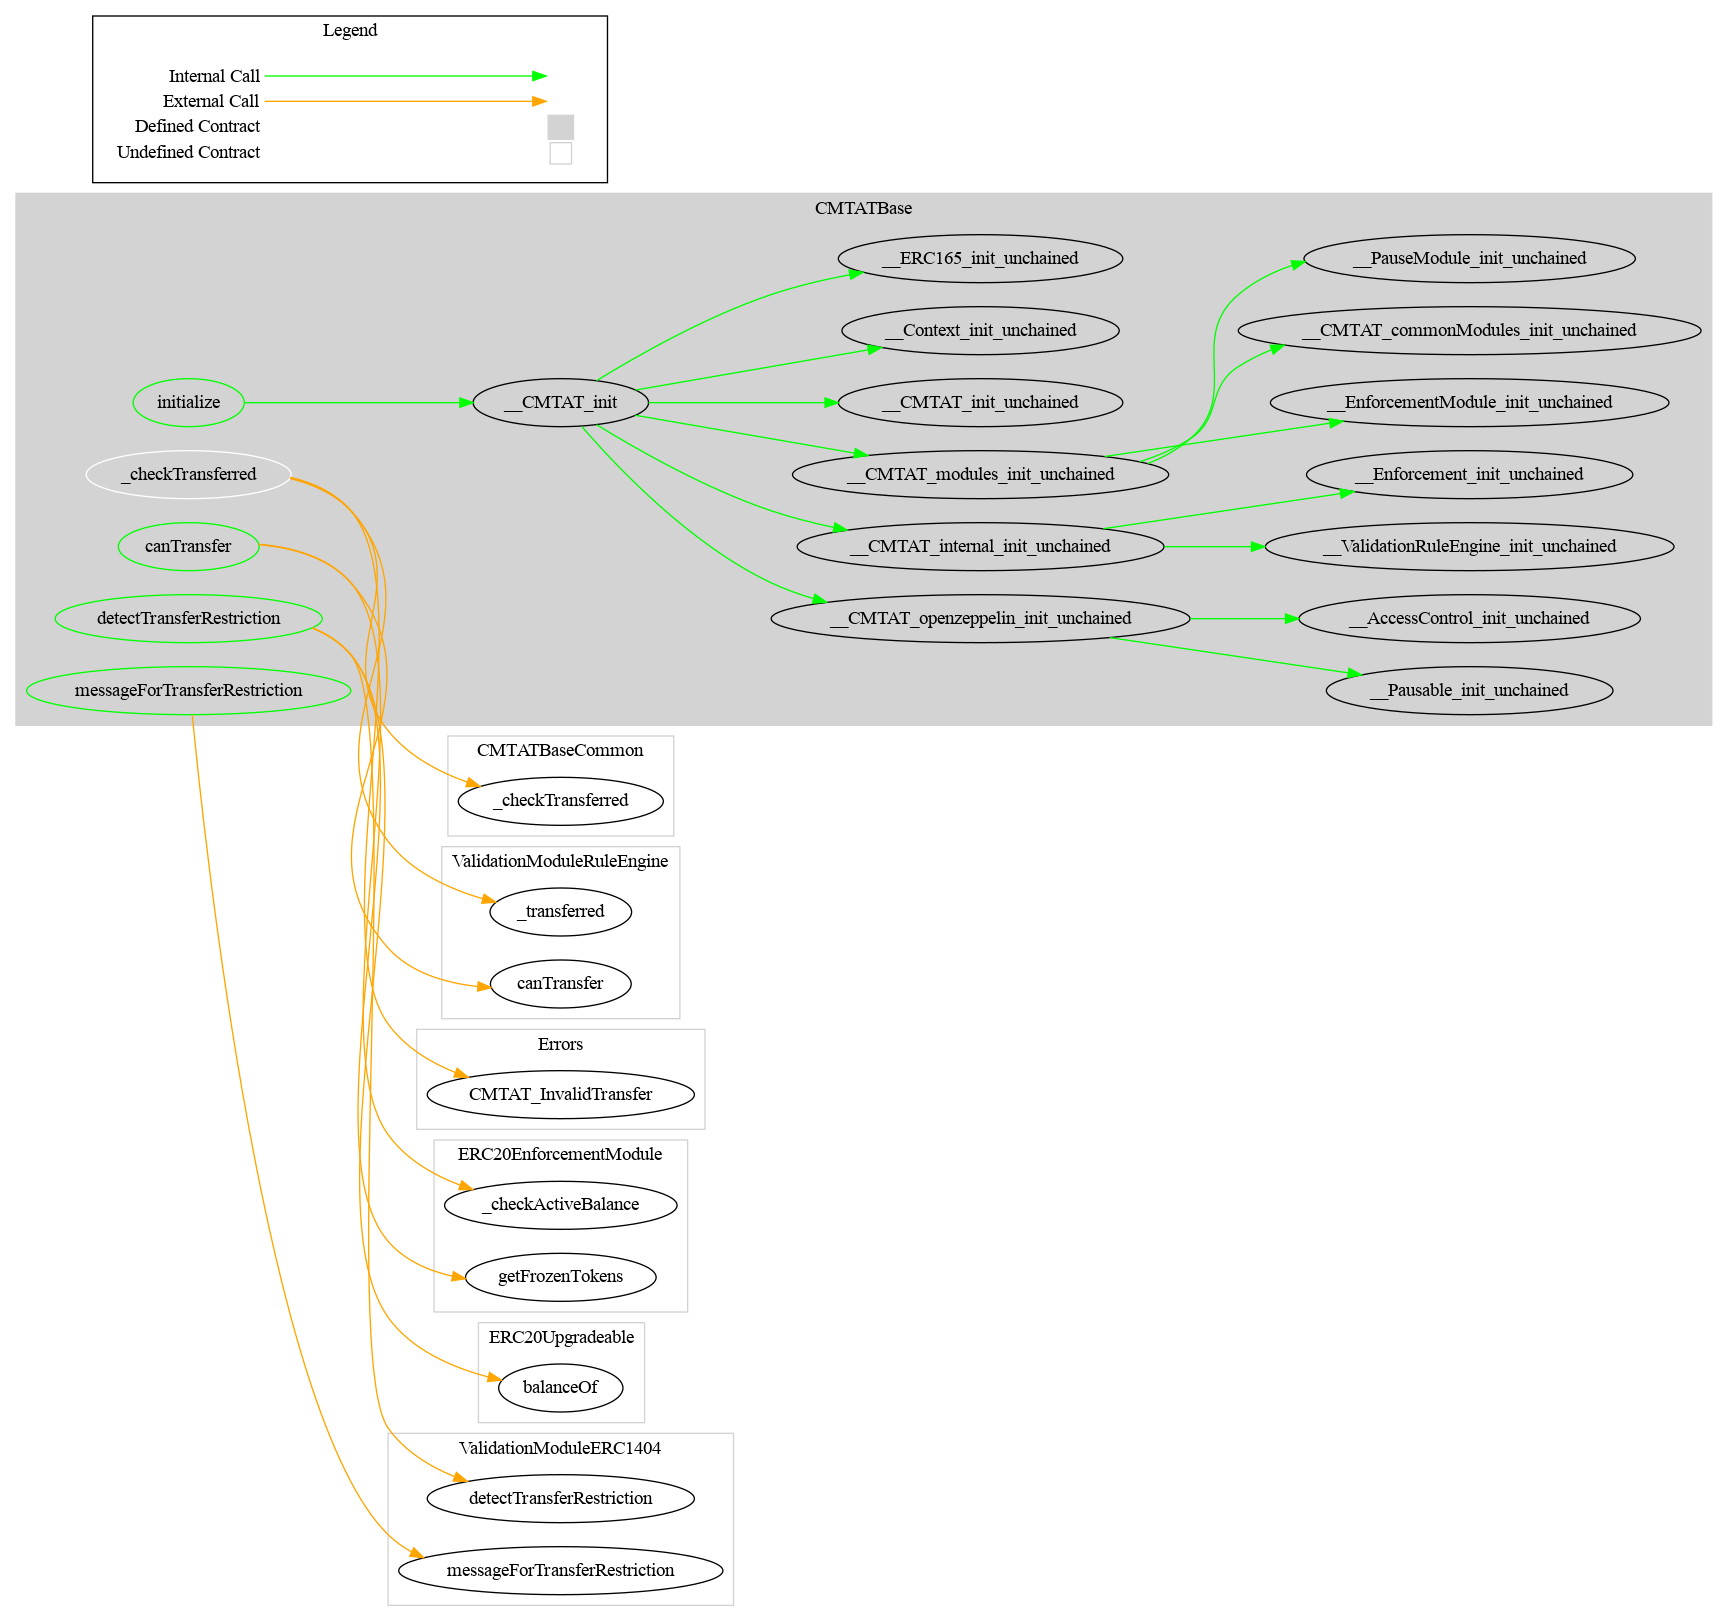 Legend
Internal Call
External Call
Defined Contract
Undefined Contract
CMTATBase
initialize
_checkTransferred
canTransfer
detectTransferRestriction
messageForTransferRestriction
__CMTAT_init
__ERC165_init_unchained
__Context_init_unchained
__CMTAT_init_unchained
__CMTAT_modules_init_unchained
__CMTAT_internal_init_unchained
__CMTAT_openzeppelin_init_unchained
__PauseModule_init_unchained
__CMTAT_commonModules_init_unchained
__EnforcementModule_init_unchained
__Enforcement_init_unchained
__ValidationRuleEngine_init_unchained
__AccessControl_init_unchained
__Pausable_init_unchained
CMTATBaseCommon
_checkTransferred
ValidationModuleRuleEngine
_transferred
canTransfer
Errors
CMTAT_InvalidTransfer
ERC20EnforcementModule
_checkActiveBalance
getFrozenTokens
ERC20Upgradeable
balanceOf
ValidationModuleERC1404
detectTransferRestriction
messageForTransferRestriction